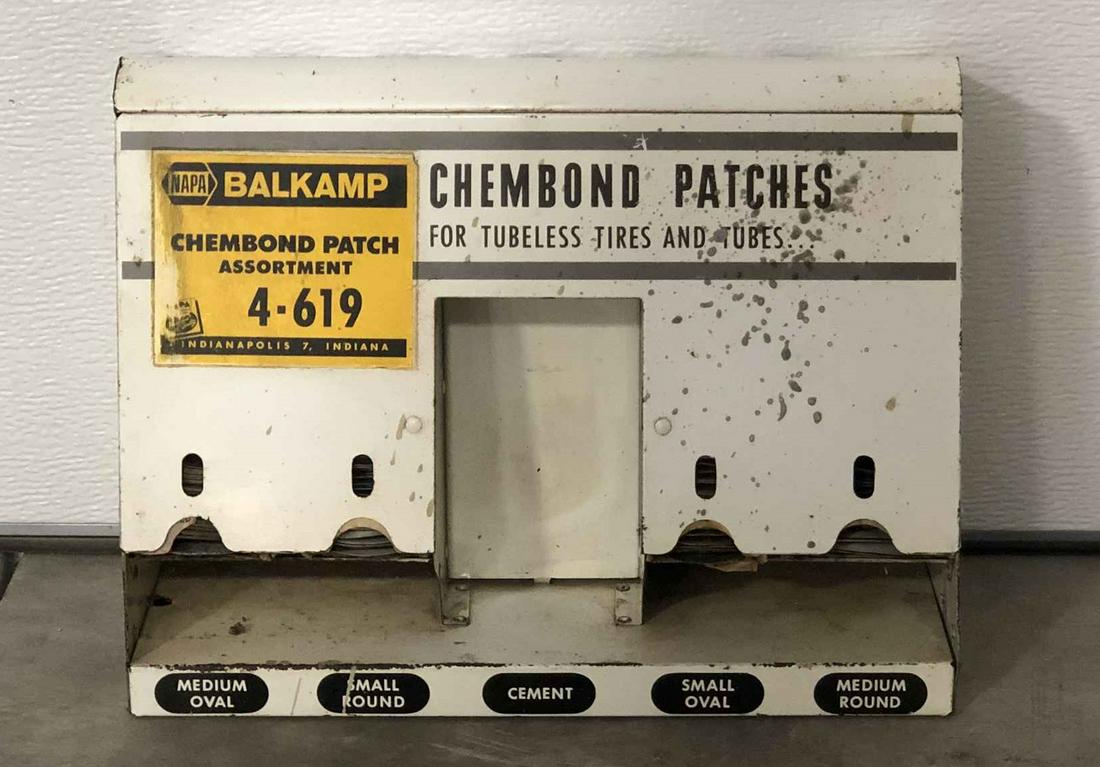 NAPA BALKAMP
CHEMBOND PATCH
ASSORTMENT
4-619
INDIANAPOLIS 7, INDIANA
CHEMBOND PATCHES
FOR TUBELESS TIRES AND TUBES...
MEDIUM
OVAL
SMALL
ROUND
CEMENT
SMALL
OVAL
MEDIUM
ROUND